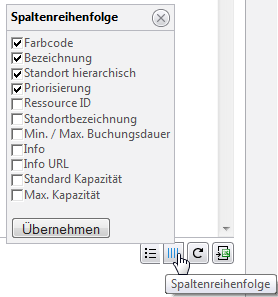 Spaltenreihenfolge
Farbcode
Bezeichnung
Standort hierarchisch
Priorisierung
Ressource ID
Standortbezeichnung
Min. / Max. Buchungsdauer
Info
Info URL
Standard Kapazität
Max. Kapazität
Übernehmen
Spaltenreihenfolge